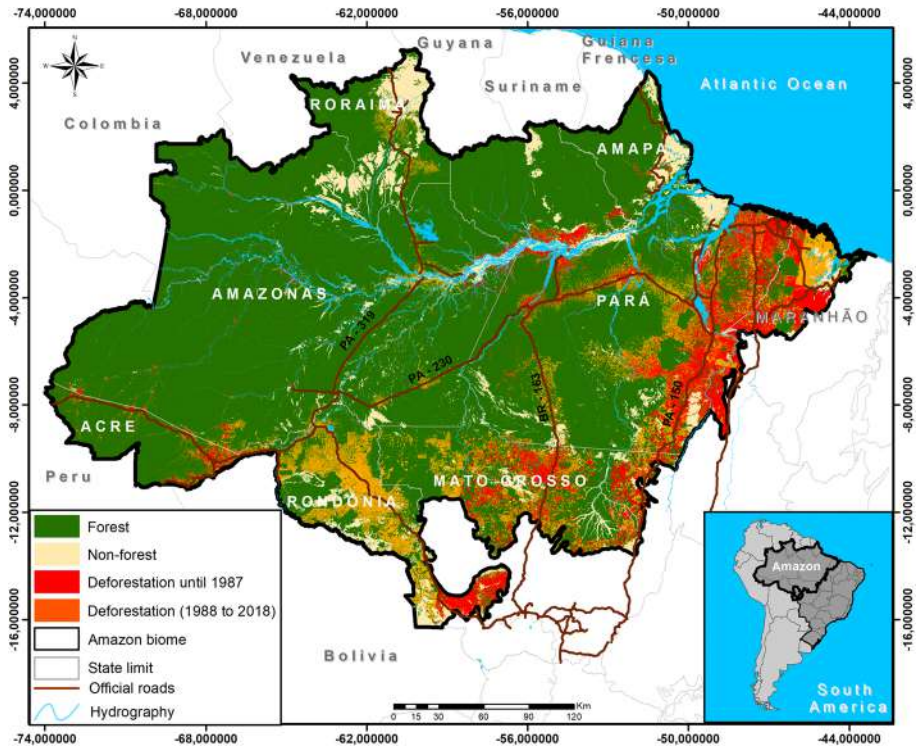 -74,000000
-68,000000
-62,000000
-56,000000
-50,000000
-44,000000
N
W
E
S
Venezuela
Guyana
Guiana
Francesa
Suriname
Atlantic Ocean
Colombia
RORAIMA
AMAPA
AMAZONAS
PARÁ
MARANHÃO
PA - 319
PA - 230
BR - 163
PA - 150
ACRE
Peru
RONDÔNIA
MATO GROSSO
Bolivia
4,000000
0,000000
-4,000000
-8,000000
-12,000000
-16,000000
4,000000
0,000000
-4,000000
-8,000000
-12,000000
-16,000000
Forest
Non-forest
Deforestation until 1987
Deforestation (1988 to 2018)
Amazon biome
State limit
Official roads
Hydrography
Km
0 15 30 60 90 120
Amazon
South
America
-74,000000
-68,000000
-62,000000
-56,000000
-50,000000
-44,000000